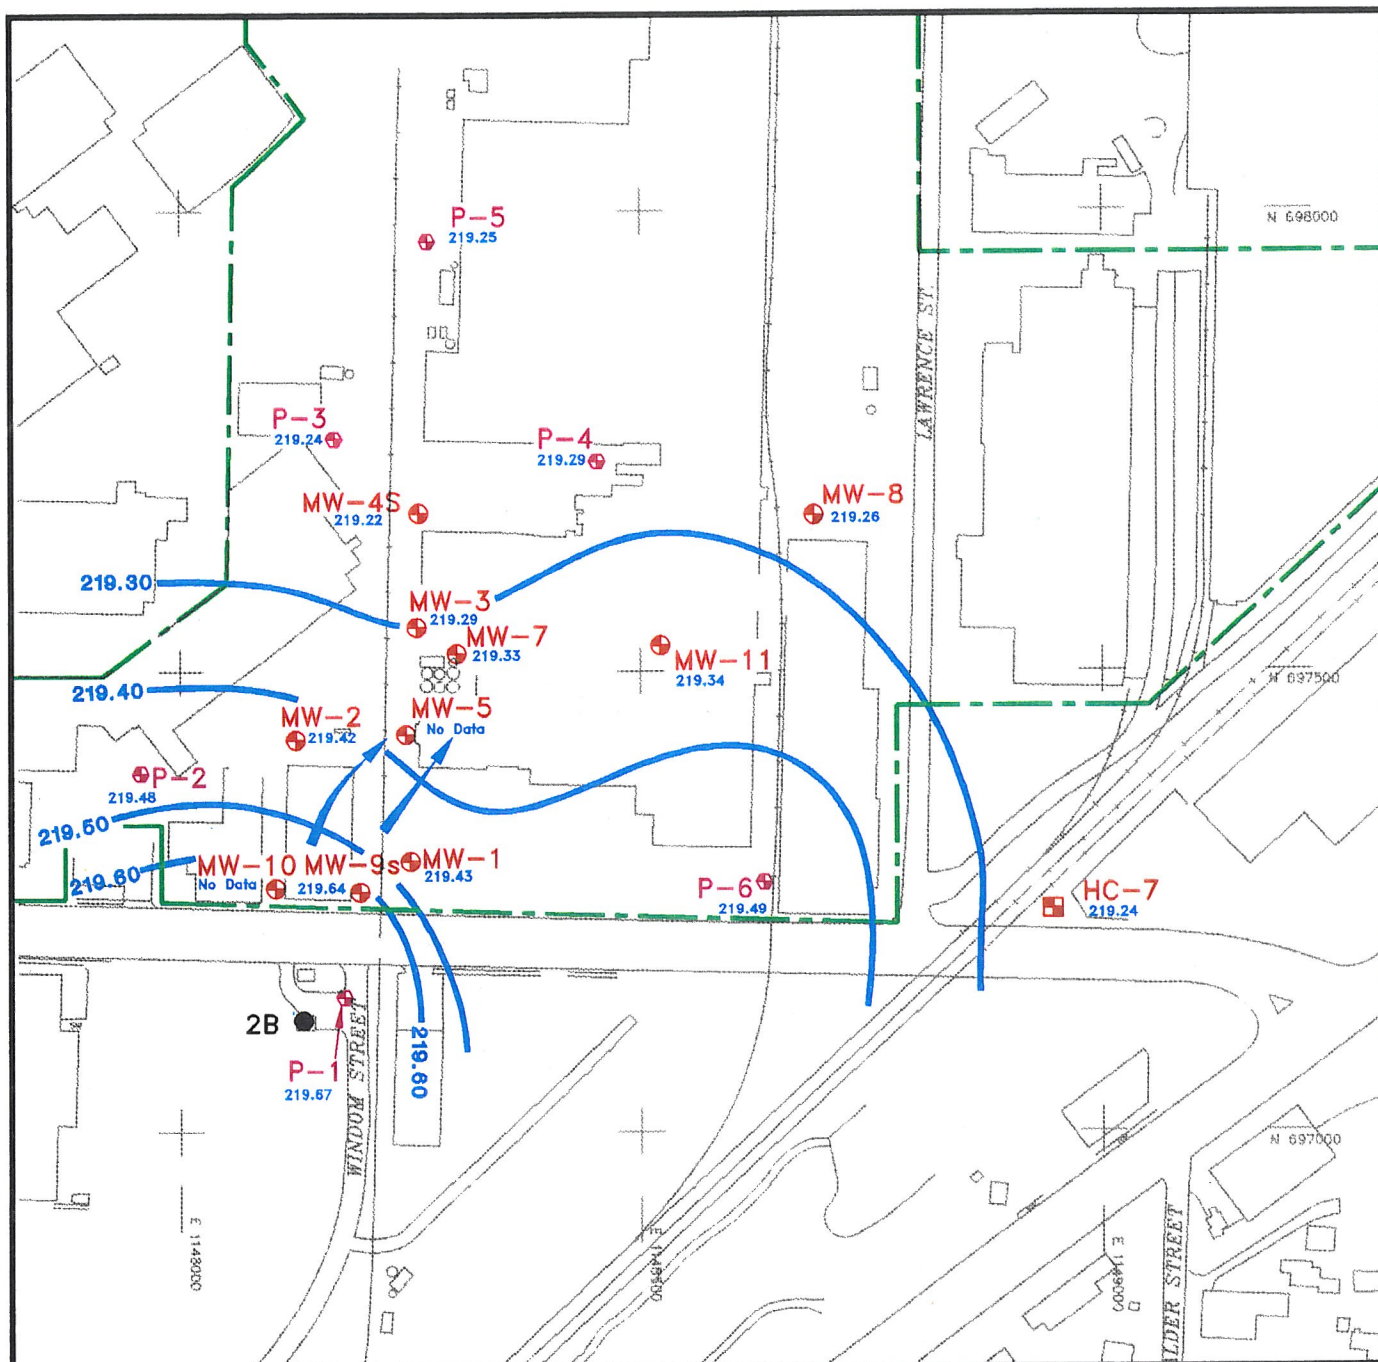 P-5
219.25
N 698000
LAWRENCE ST.
P-3
219.24
P-4
219.29
MW-4S
219.22
MW-8
219.26
219.30
MW-3
219.29
MW-7
219.33
MW-11
219.34
N 697500
219.40
MW-5
No Data
MW-2
219.42
P-2
219.48
219.50
219.60
MW-10
No Data
MW-9s
219.64
MW-1
219.43
P-6
219.49
HC-7
219.24
2B
P-1
219.67
WINDOM STREET
219.60
N 697000
E 1148000
E 1148500
E 1149000
ALDER STREET